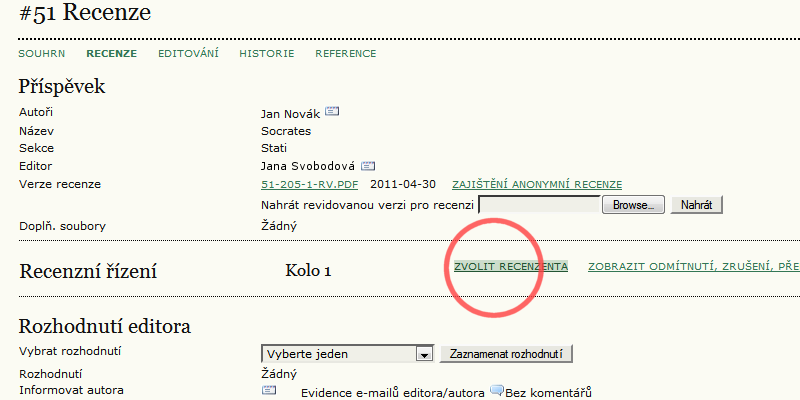 #51 Recenze
SOUHRN RECENZE EDITOVÁNÍ HISTORIE REFERENCE
Příspěvek
Autoři Jan Novák
Název Socrates
Sekce Stati
Editor Jana Svobodová
Verze recenze 51-205-1-RV.PDF 2011-04-30 ZAJIŠTĚNÍ ANONYMNÍ RECENZE
Nahrát revidovanou verzi pro recenzi Browse... Nahrát
Doplň. soubory Žádný
Recenzní řízení Kolo 1 ZVOLIT RECENZENTA ZOBRAZIT ODMÍTNUTÍ, ZRUŠENÍ, PŘE
Rozhodnutí editora
Vybrat rozhodnutí Vyberte jeden Zaznamenat rozhodnutí
Rozhodnutí Žádný
Informovat autora Evidence e-mailů editora/autora Bez komentářů